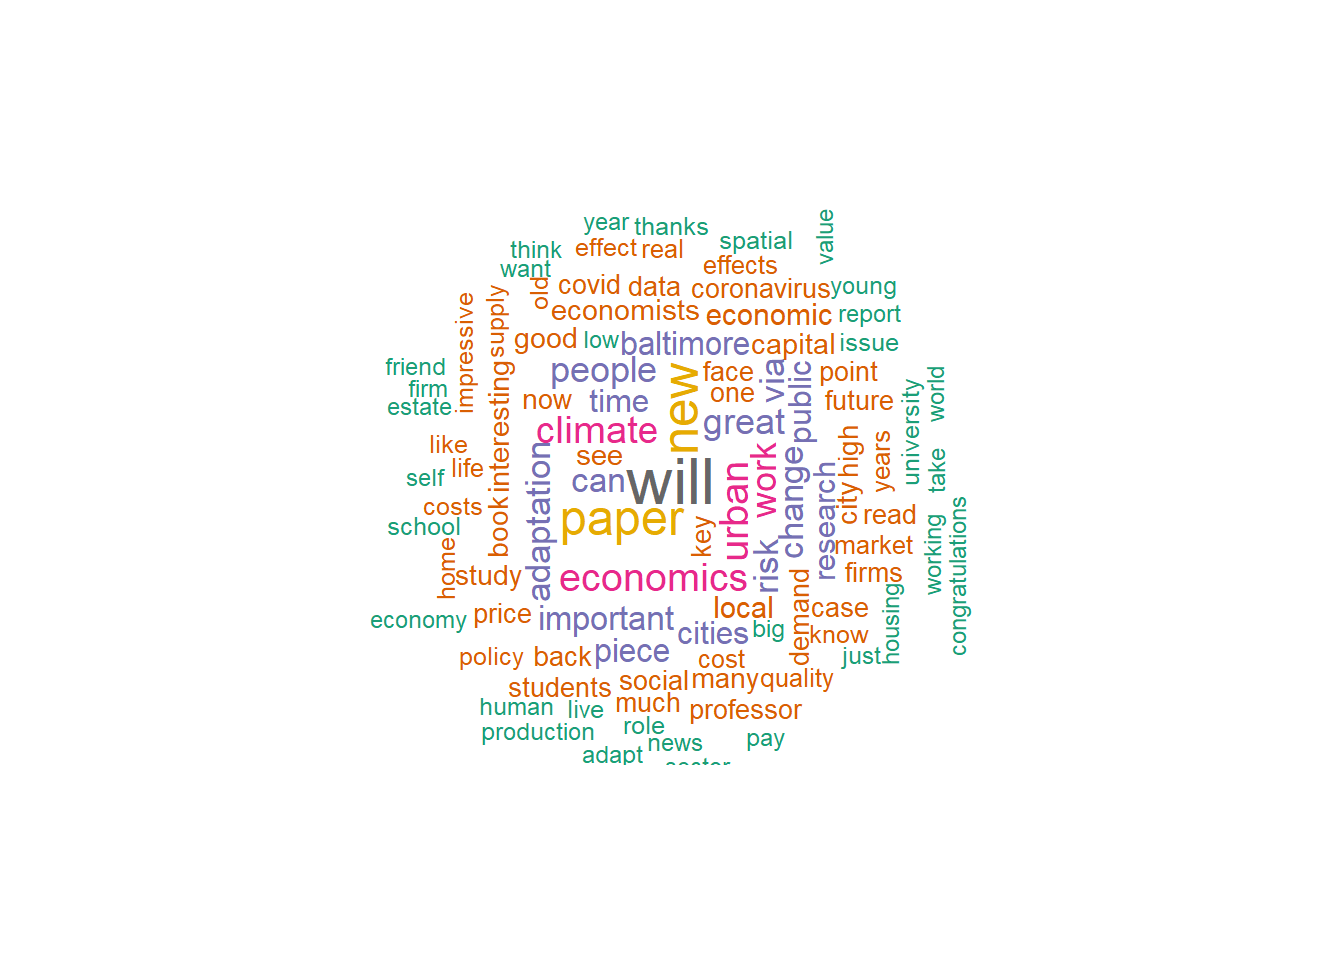 value
year
thanks
spatial
think
effect
real
want
effects
old
covid
data
coronavirus
young
impressive
supply
economists
economic
report
good
low
baltimore
capital
issue
friend
people
new
face
via
public
point
world
firm
interesting
now
time
one
great
future
university
estate
climate
like
see
work
change
high
years
take
self
life
can
will
urban
research
city
read
costs
book
adaptation
paper
key
school
risk
market
working
congratulations
home
study
economics
firms
economy
price
important
local
demand
case
housing
cities
big
know
policy
back
piece
cost
just
students
social
many
quality
human
live
much
professor
production
role
news
pay
adapt